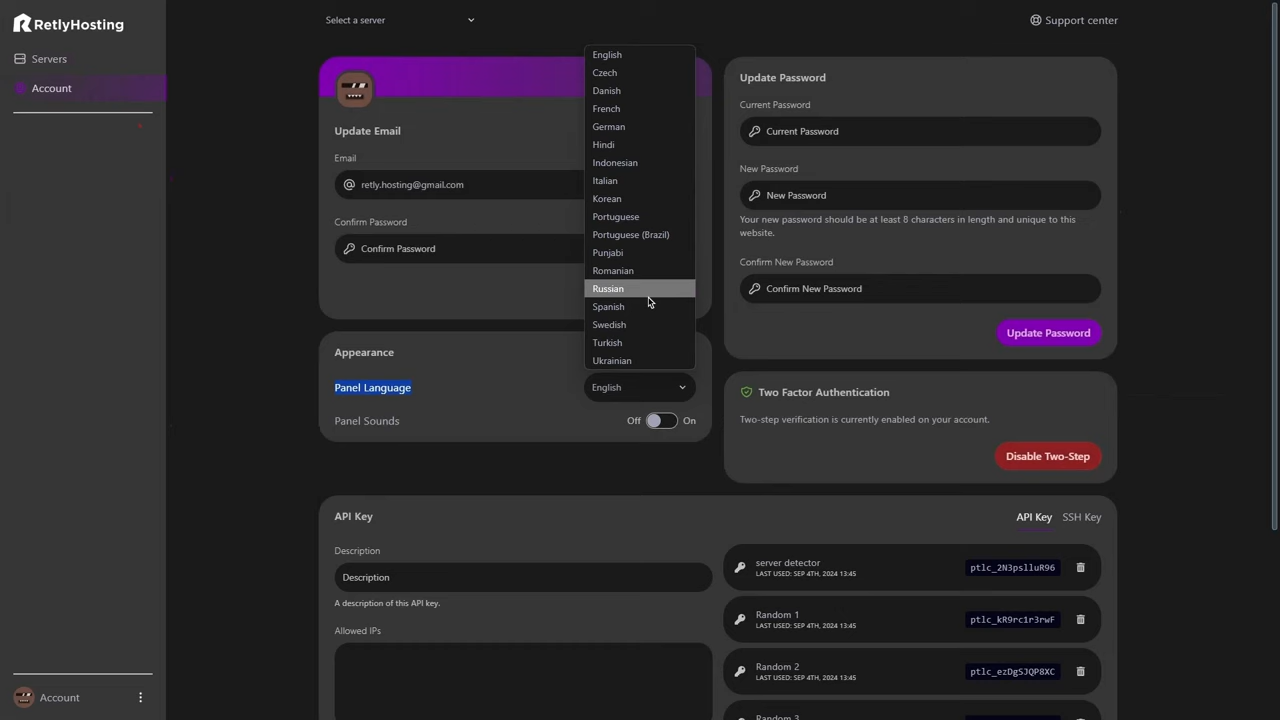 RetlyHosting
Servers
Account
Account
Select a server
Support center
Update Email
Email
retly.hosting@gmail.com
Confirm Password
Confirm Password
English
Czech
Danish
French
German
Hindi
Indonesian
Italian
Korean
Portuguese
Portuguese (Brazil)
Punjabi
Romanian
Russian
Spanish
Swedish
Turkish
Ukrainian
Appearance
Panel Language
English
Panel Sounds
Off
On
Update Password
Current Password
Current Password
New Password
New Password
Your new password should be at least 8 characters in length and unique to this
website.
Confirm New Password
Confirm New Password
Update Password
Two Factor Authentication
Two-step verification is currently enabled on your account.
Disable Two-Step
API Key
API Key
SSH Key
Description
Description
A description of this API key.
Allowed IPs
server detector
LAST USED: SEP 4TH, 2024 13:45
ptlc_2N3pslluR96
Random 1
LAST USED: SEP 4TH, 2024 13:45
ptlc_kR9rc1r3rwF
Random 2
LAST USED: SEP 4TH, 2024 13:45
ptlc_ezDgSJQP8XC
Random 3